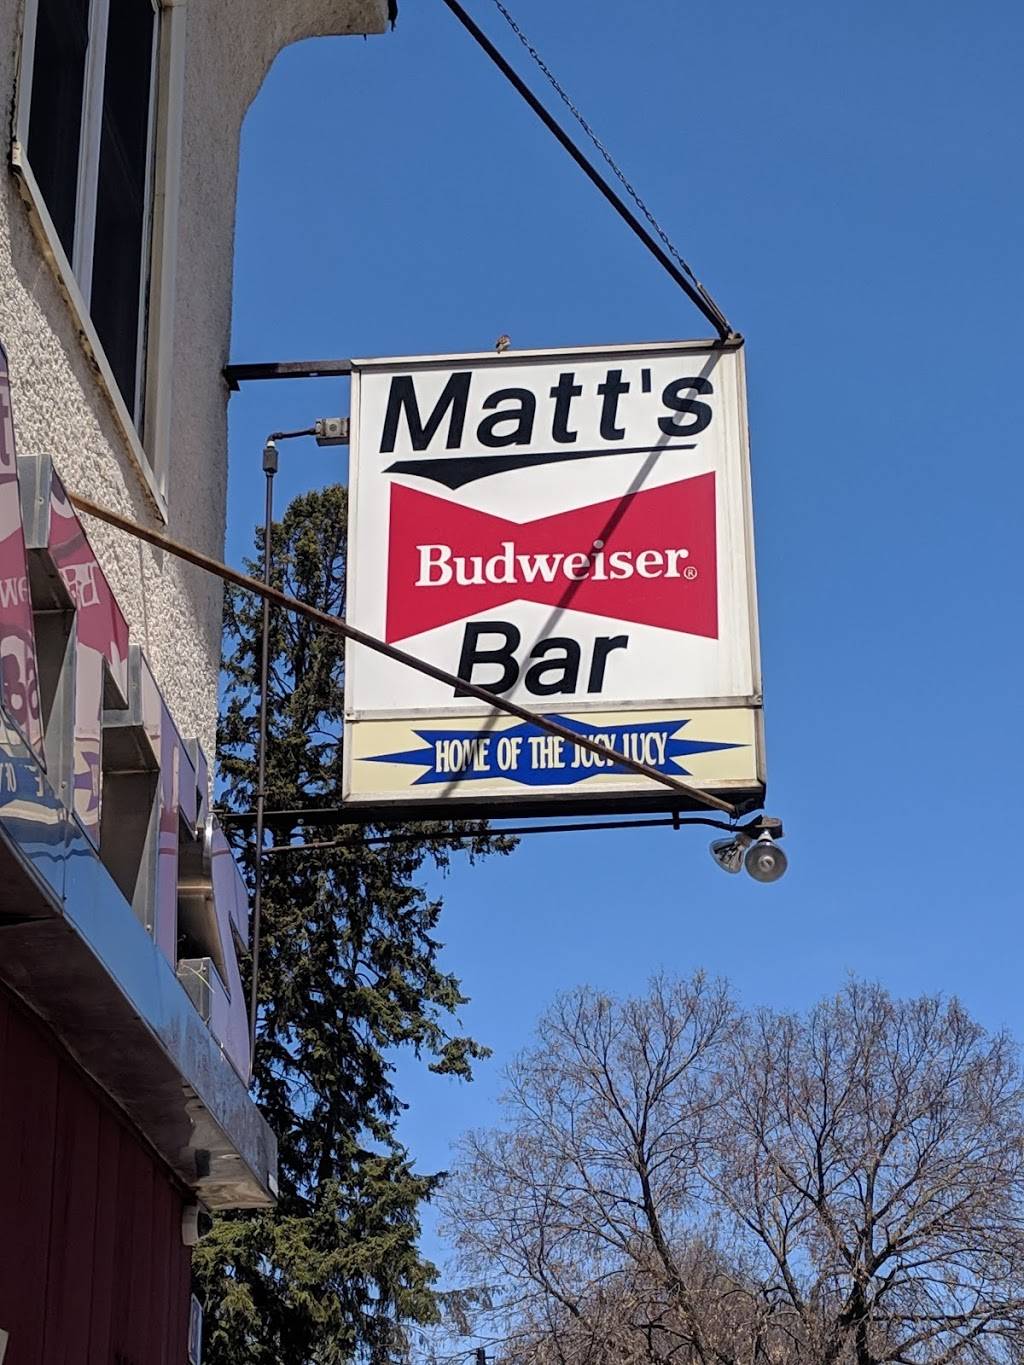 Matt's
Budweiser®
Bar
HOME OF THE JUCY LUCY